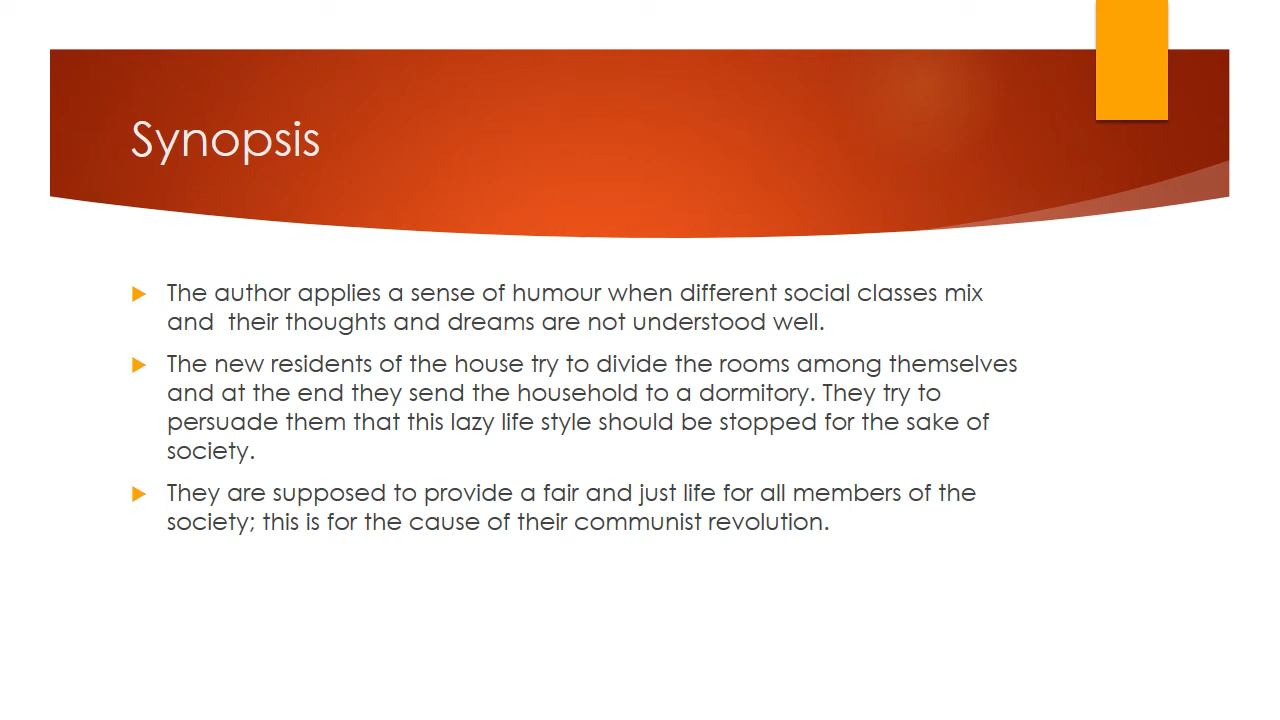 Synopsis
The author applies a sense of humour when different social classes mix
and  their thoughts and dreams are not understood well.
The new residents of the house try to divide the rooms among themselves
and at the end they send the household to a dormitory. They try to
persuade them that this lazy life style should be stopped for the sake of
society.
They are supposed to provide a fair and just life for all members of the
society; this is for the cause of their communist revolution.